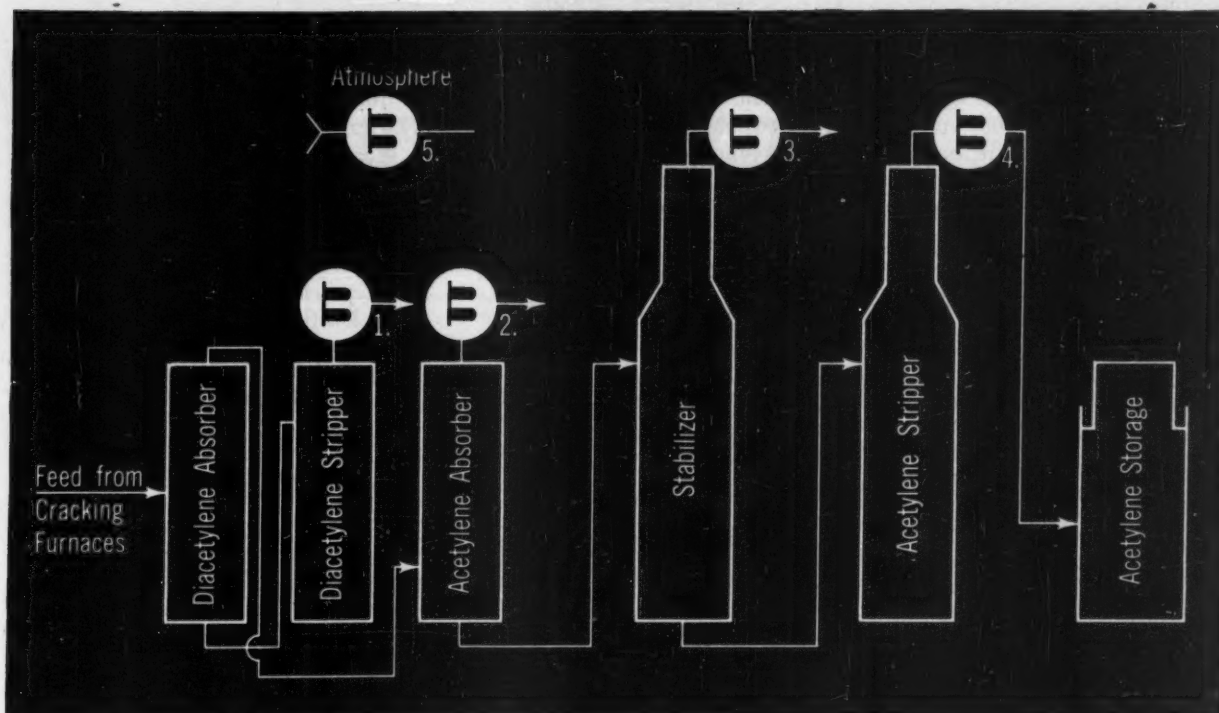 Atmosphere
5.
3.
4.
1.
2.
Feed from
Cracking
Furnaces
Diacetylene Absorber
Diacetylene Stripper
Acetylene Absorber
Stabilizer
Acetylene Stripper
Acetylene Storage